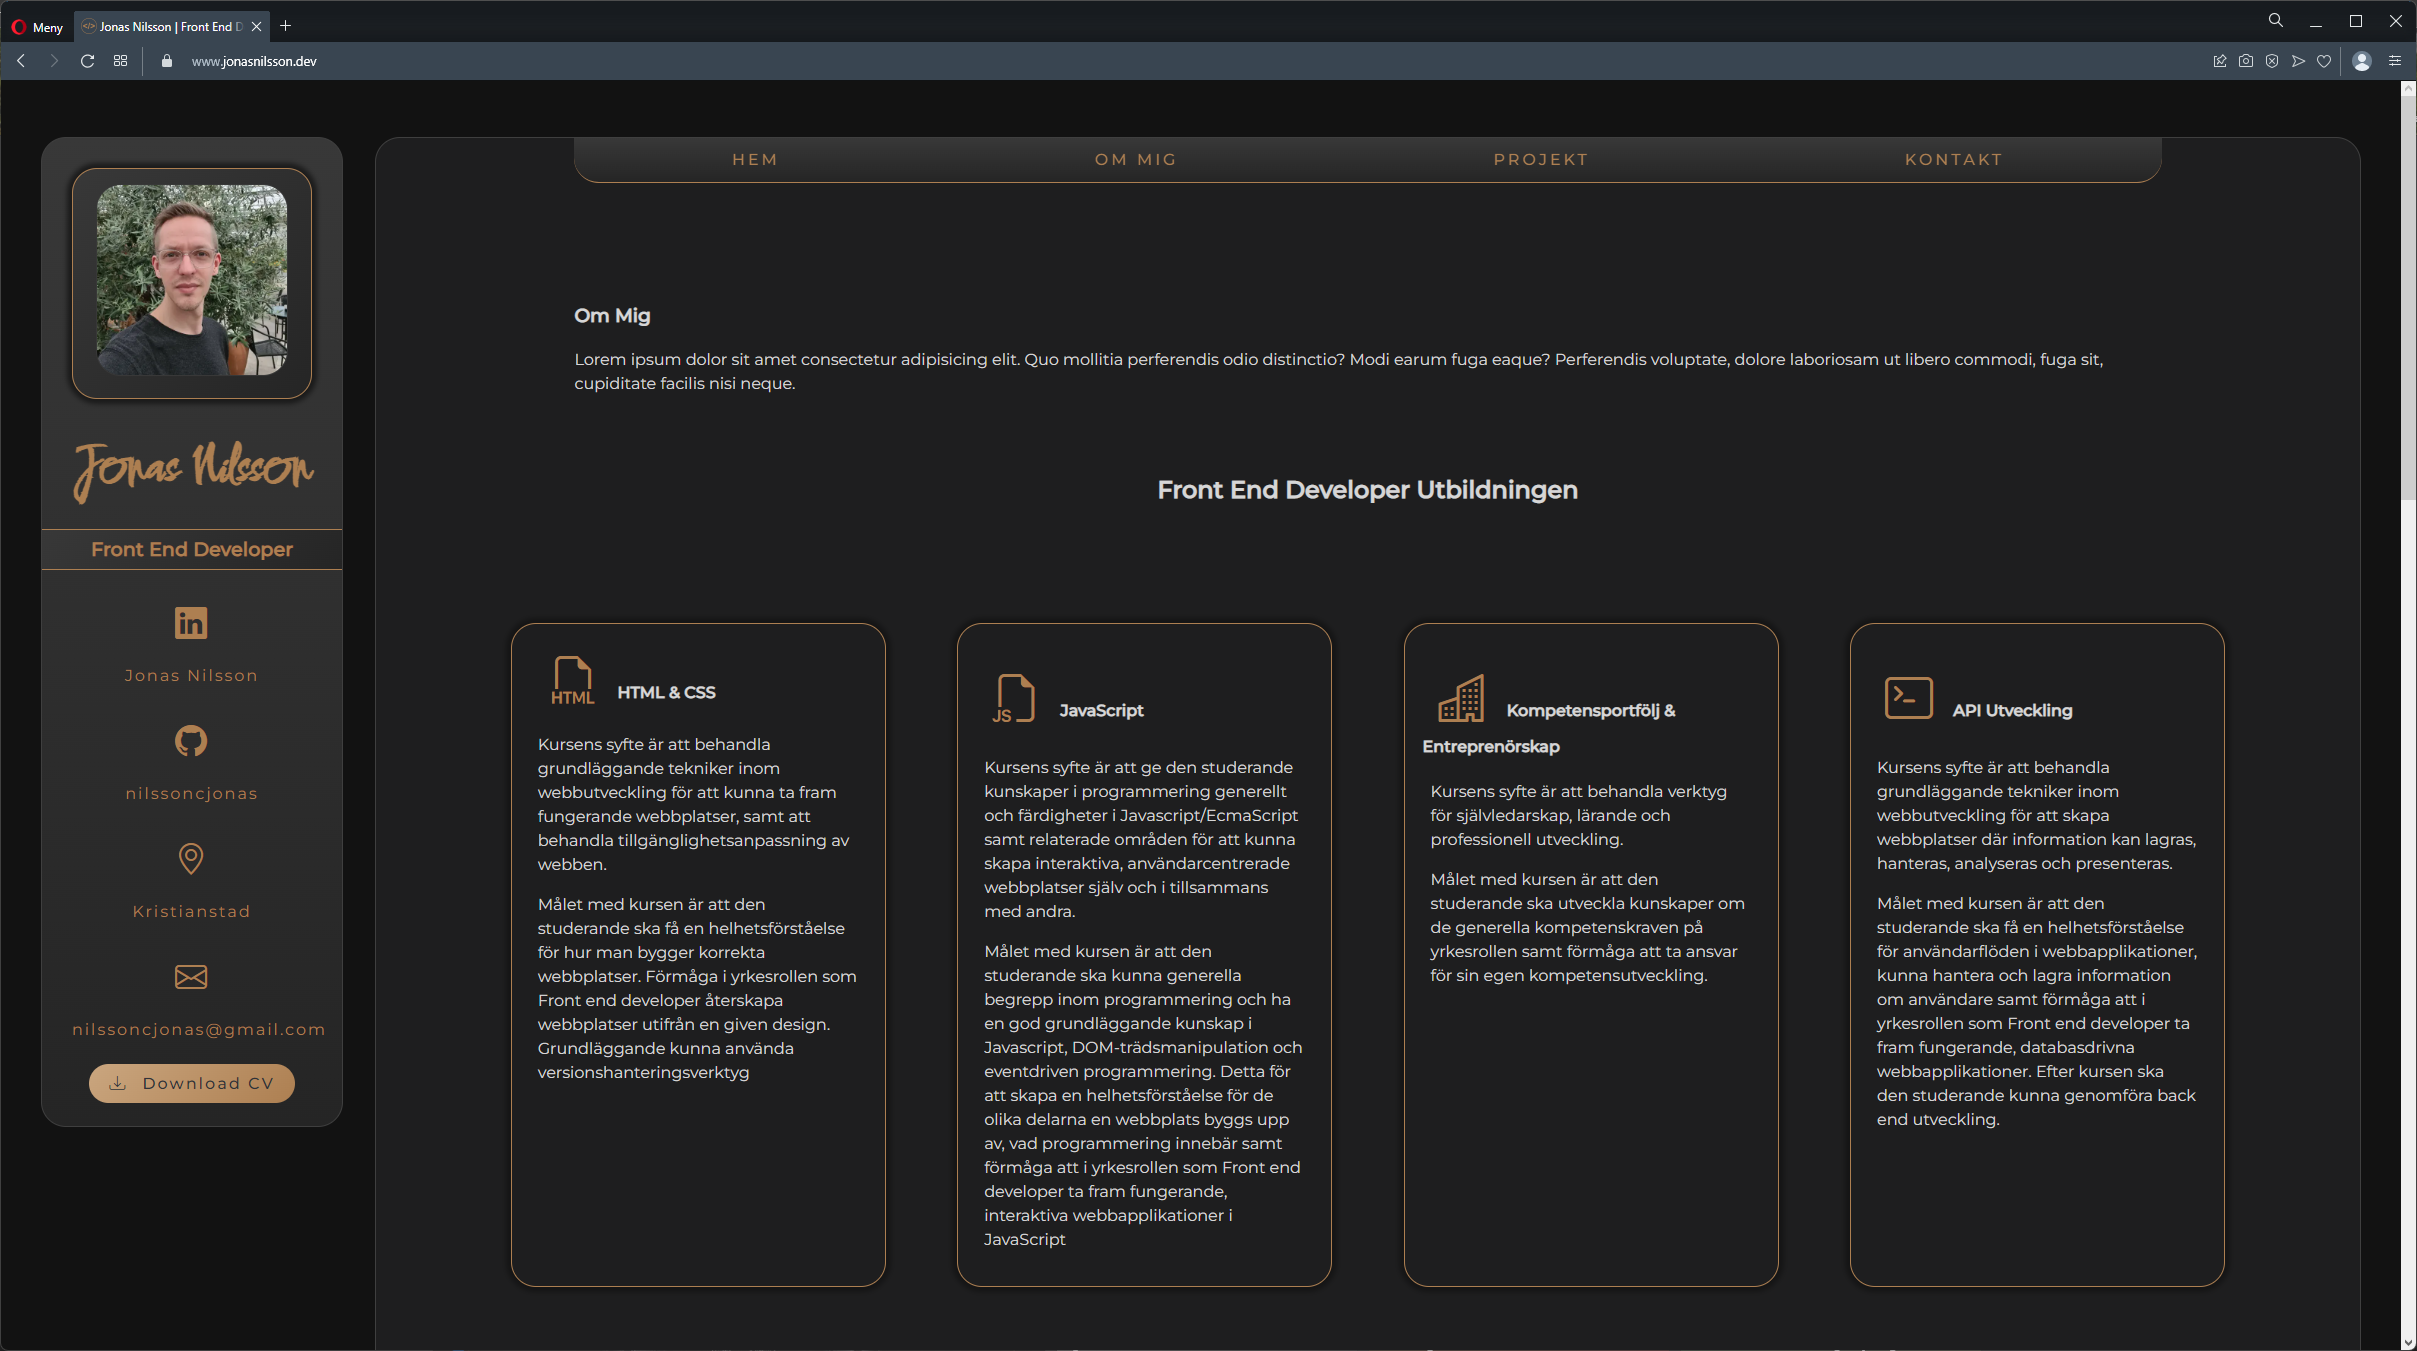 Meny
Jonas Nilsson | Front End D
www.jonasnilsson.dev
HEM
OM MIG
PROJEKT
KONTAKT
Jonas Nilsson
Front End Developer
Jonas Nilsson
nilssoncjonas
Kristianstad
nilssoncjonas@gmail.com
Download CV
Om Mig
Lorem ipsum dolor sit amet consectetur adipisicing elit. Quo mollitia perferendis odio distinctio? Modi earum fuga eaque? Perferendis voluptate, dolore laboriosam ut libero commodi, fuga sit,
cupiditate facilis nisi neque.
Front End Developer Utbildningen
HTML
HTML & CSS
Kursens syfte är att behandla
grundläggande tekniker inom
webbutveckling för att kunna ta fram
fungerande webbplatser, samt att
behandla tillgänglighetsanpassning av
webben.
Målet med kursen är att den
studerande ska få en helhetsförståelse
för hur man bygger korrekta
webbplatser. Förmåga i yrkesrollen som
Front end developer återskapa
webbplatser utifrån en given design.
Grundläggande kunna använda
versionshanteringsverktyg
JS
JavaScript
Kursens syfte är att ge den studerande
kunskaper i programmering generellt
och färdigheter i Javascript/EcmaScript
samt relaterade områden för att kunna
skapa interaktiva, användarcentrerade
webbplatser själv och i tillsammans
med andra.
Målet med kursen är att den
studerande ska kunna generella
begrepp inom programmering och ha
en god grundläggande kunskap i
Javascript, DOM-trädsmanipulation och
eventdriven programmering. Detta för
att skapa en helhetsförståelse för de
olika delarna en webbplats byggs upp
av, vad programmering innebär samt
förmåga att i yrkesrollen som Front end
developer ta fram fungerande,
interaktiva webbapplikationer i
JavaScript
Kompetensportfölj &
Entreprenörskap
Kursens syfte är att behandla verktyg
för självledarskap, lärande och
professionell utveckling.
Målet med kursen är att den
studerande ska utveckla kunskaper om
de generella kompetenskraven på
yrkesrollen samt förmåga att ta ansvar
för sin egen kompetensutveckling.
API Utveckling
Kursens syfte är att behandla
grundläggande tekniker inom
webbutveckling för att skapa
webbplatser där information kan lagras,
hanteras, analyseras och presenteras.
Målet med kursen är att den
studerande ska få en helhetsförståelse
för användarflöden i webbapplikationer,
kunna hantera och lagra information
om användare samt förmåga att i
yrkesrollen som Front end developer ta
fram fungerande, databasdrivna
webbapplikationer. Efter kursen ska
den studerande kunna genomföra back
end utveckling.